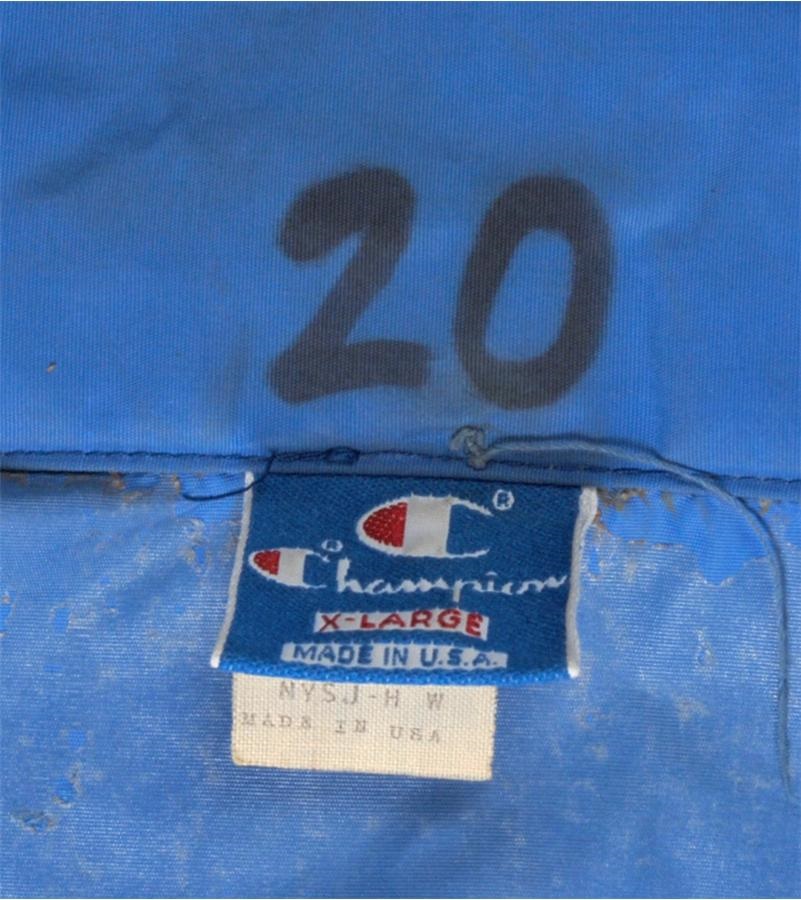 20
®
Champion
X-LARGE
MADE IN U.S.A.
NYSJ-H W
MADE IN USA